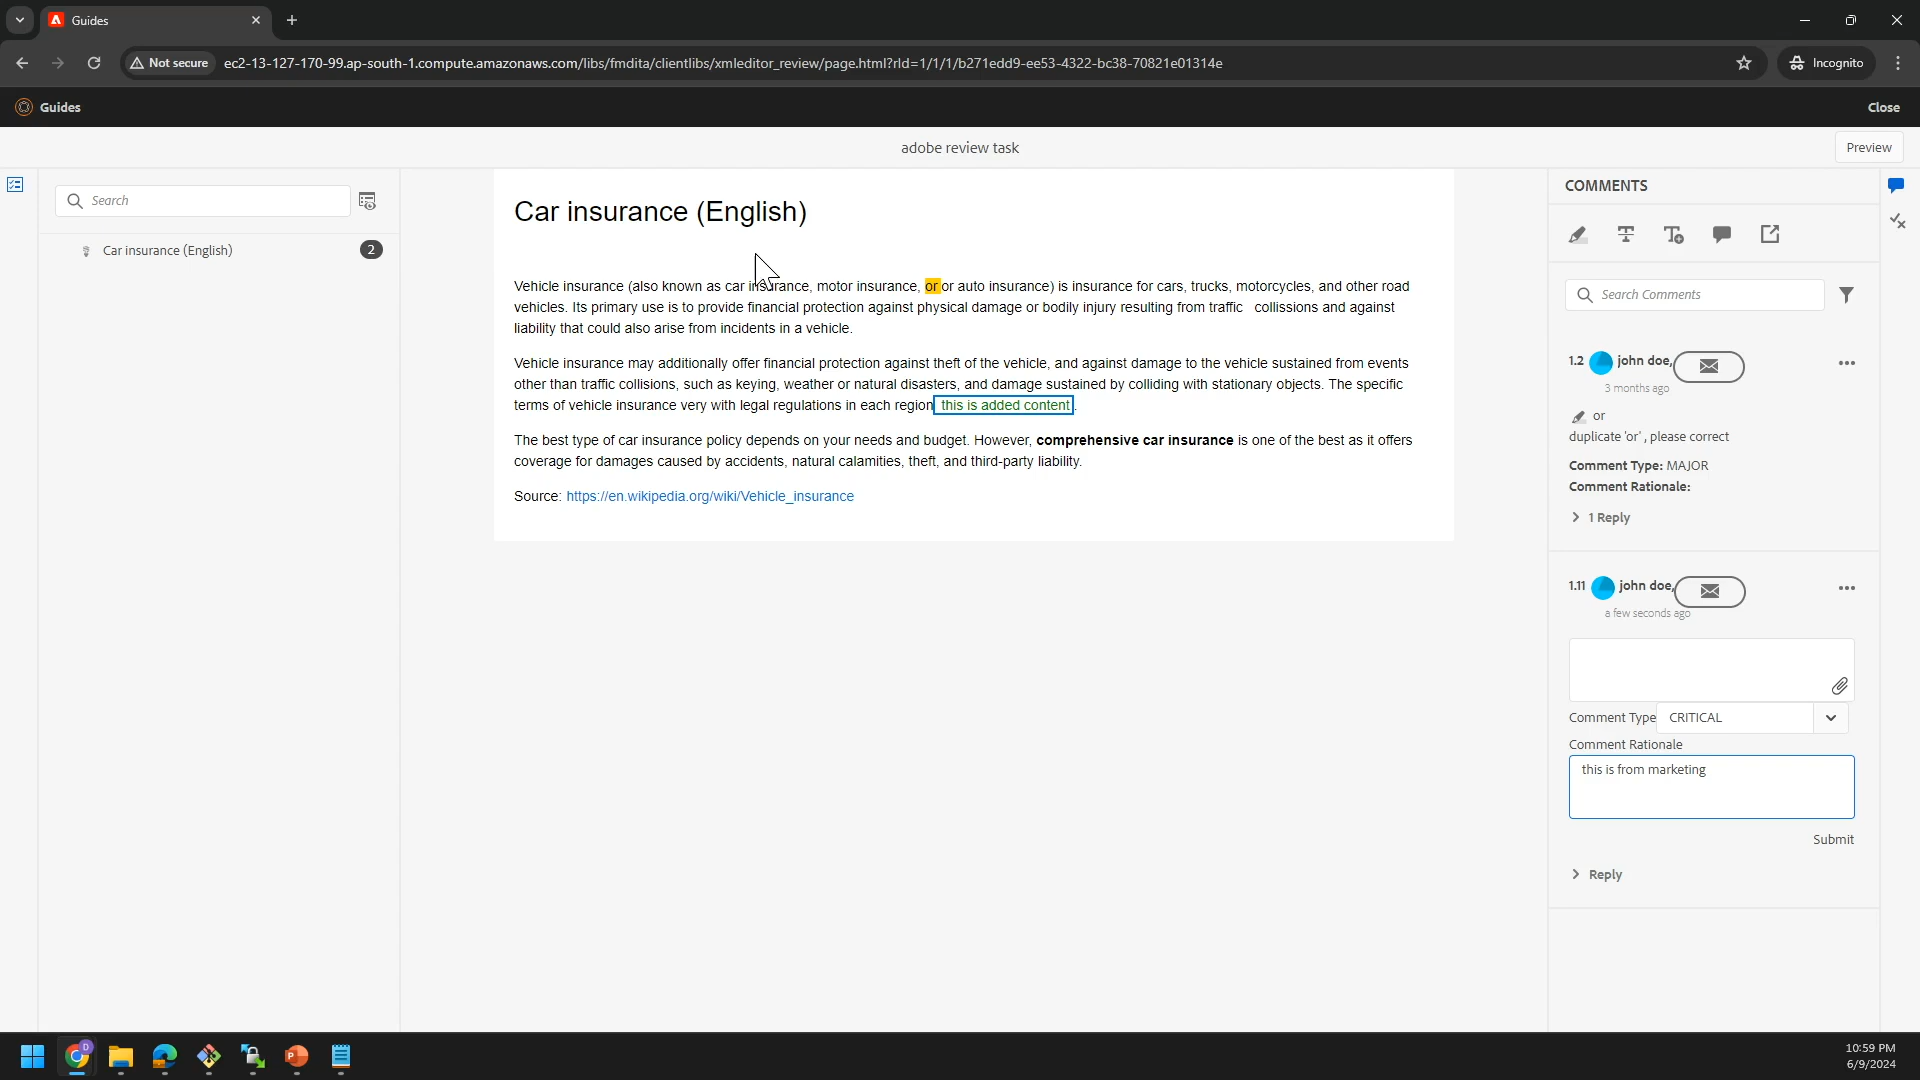 Guides
Not secure
ec2-13-127-170-99.ap-south-1.compute.amazonaws.com/libs/fmdita/clientlibs/xmleditor_review/page.html?rId=1/1/1/b271edd9-ee53-4322-bc38-70821e01314e
Incognito
Guides
Close
adobe review task
Preview
Search
Car insurance (English)
2
Car insurance (English)
Vehicle insurance (also known as car insurance, motor insurance, or or auto insurance) is insurance for cars, trucks, motorcycles, and other road
vehicles. Its primary use is to provide financial protection against physical damage or bodily injury resulting from traffic collissions and against
liability that could also arise from incidents in a vehicle.
Vehicle insurance may additionally offer financial protection against theft of the vehicle, and against damage to the vehicle sustained from events
other than traffic collisions, such as keying, weather or natural disasters, and damage sustained by colliding with stationary objects. The specific
terms of vehicle insurance very with legal regulations in each region this is added content.
The best type of car insurance policy depends on your needs and budget. However, comprehensive car insurance is one of the best as it offers
coverage for damages caused by accidents, natural calamities, theft, and third-party liability.
Source: https://en.wikipedia.org/wiki/Vehicle_insurance
COMMENTS
Search Comments
1.2 john doe,
3 months ago
or
duplicate 'or' , please correct
Comment Type: MAJOR
Comment Rationale:
1 Reply
1.11 john doe,
a few seconds ago
Comment Type CRITICAL
Comment Rationale
this is from marketing
Submit
Reply
D
P
10:59 PM
6/9/2024